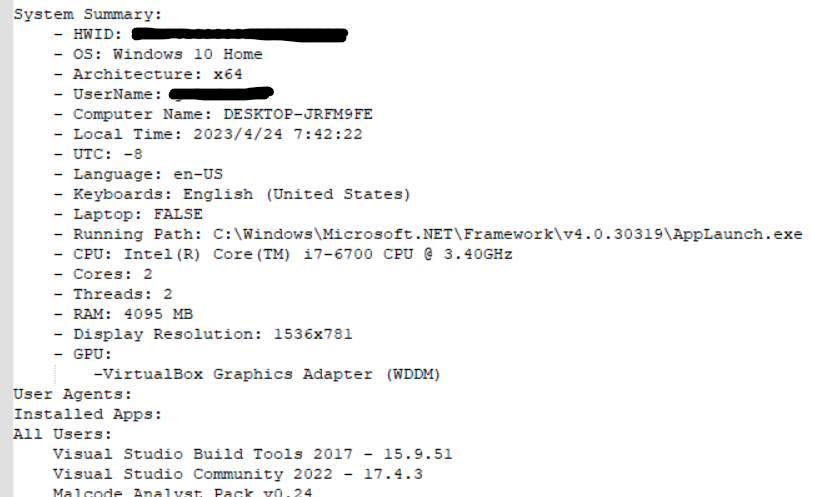 System Summary:
- HWID:
- OS: Windows 10 Home
- Architecture: x64
- UserName:
- Computer Name: DESKTOP-JRFM9FE
- Local Time: 2023/4/24 7:42:22
- UTC: -8
- Language: en-US
- Keyboards: English (United States)
- Laptop: FALSE
- Running Path: C:\Windows\Microsoft.NET\Framework\v4.0.30319\AppLaunch.exe
- CPU: Intel(R) Core(TM) i7-6700 CPU @ 3.40GHz
- Cores: 2
- Threads: 2
- RAM: 4095 MB
- Display Resolution: 1536x781
- GPU:
-VirtualBox Graphics Adapter (WDDM)
User Agents:
Installed Apps:
All Users:
Visual Studio Build Tools 2017 - 15.9.51
Visual Studio Community 2022 - 17.4.3
Malcode Analyst Pack v0.24